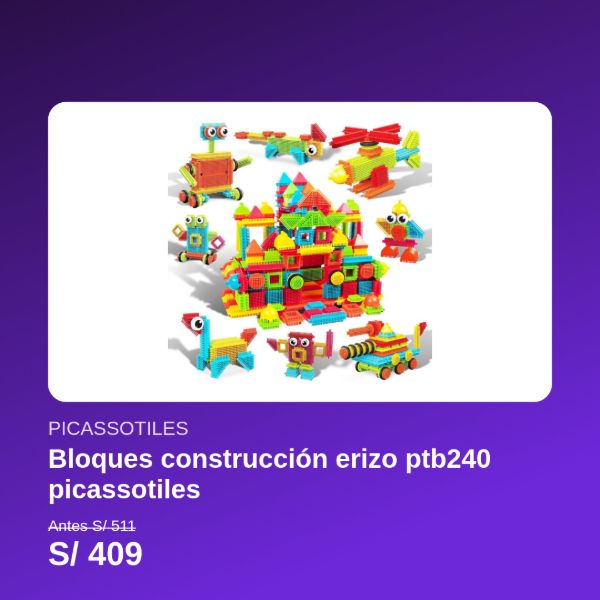 PICASSOTILES
Bloques construcción erizo ptb240
picassotiles
Antes S/ 511
S/ 409